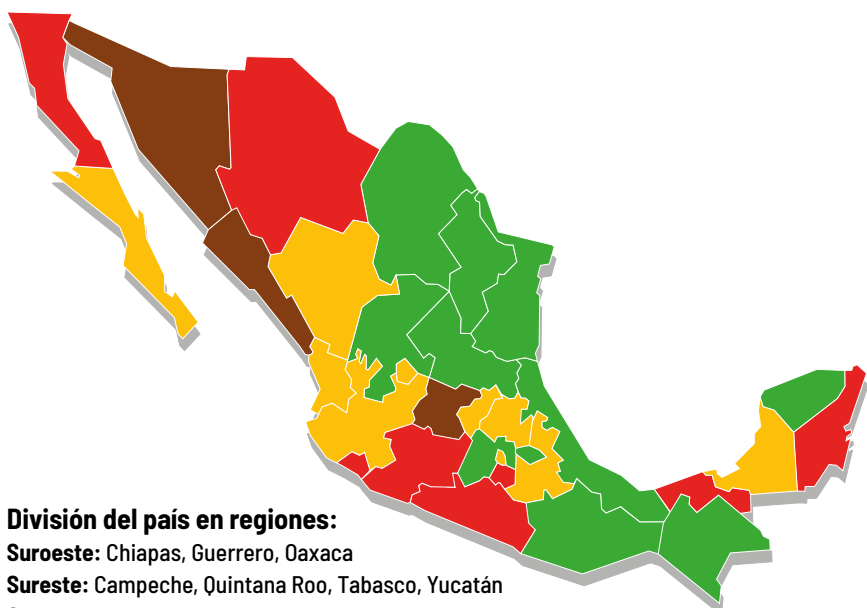 División del país en regiones:
Suroeste: Chiapas, Guerrero, Oaxaca
Sureste: Campeche, Quintana Roo, Tabasco, Yucatán